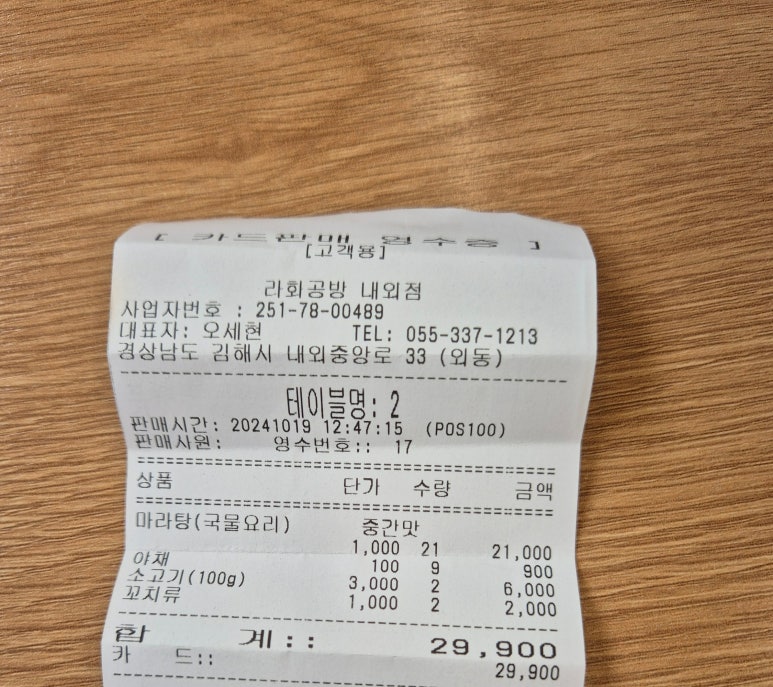 [ 카드판매 영수증 ]
[고객용]
라화공방 내외점
사업자번호 : 251-78-00489
대표자: 오세현 TEL: 055-337-1213
경상남도 김해시 내외중앙로 33 (외동)
테이블명: 2
판매시간: 20241019 12:47:15 (POS100)
판매사원: 영수번호:: 17
상품 단가 수량 금액
마라탕(국물요리) 중간맛
1,000 21 21,000
야채 100 9 900
소고기(100g) 3,000 2 6,000
꼬치류 1,000 2 2,000
합 계:: 29,900
카 드:: 29,900